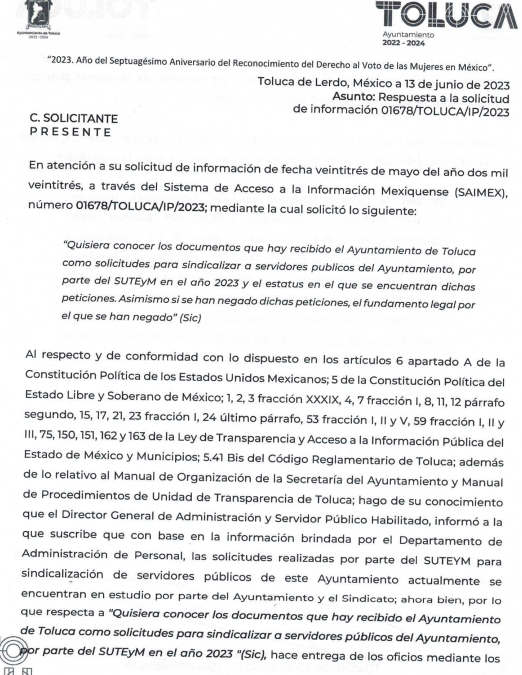 TOLUCA
Ayuntamiento de Toluca
Ayuntamiento
2022 - 2024
"2023. Año del Septuagésimo Aniversario del Reconocimiento del Derecho al Voto de las Mujeres en México".
Toluca de Lerdo, México a 13 de junio de 2023
Asunto: Respuesta a la solicitud
de información 01678/TOLUCA/IP/2023
C. SOLICITANTE
P R E S E N T E
En atención a su solicitud de información de fecha veintitrés de mayo del año dos mil
veintitrés, a través del Sistema de Acceso a la Información Mexiquense (SAIMEX),
número 01678/TOLUCA/IP/2023; mediante la cual solicitó lo siguiente:
"Quisiera conocer los documentos que hay recibido el Ayuntamiento de Toluca
como solicitudes para sindicalizar a servidores publicos del Ayuntamiento, por
parte del SUTEyM en el año 2023 y el estatus en el que se encuentran dichas
peticiones. Asimismo si se han negado dichas peticiones, el fundamento legal por
el que se han negado" (Sic)
Al respecto y de conformidad con lo dispuesto en los artículos 6 apartado A de la
Constitución Política de los Estados Unidos Mexicanos; 5 de la Constitución Política del
Estado Libre y Soberano de México; 1, 2, 3 fracción XXXIX, 4, 7 fracción I, 8, 11, 12 párrafo
segundo, 15, 17, 21, 23 fracción I, 24 último párrafo, 53 fracción I, II y V, 59 fracción I, II y
III, 75, 150, 151, 162 y 163 de la Ley de Transparencia y Acceso a la Información Pública del
Estado de México y Municipios; 5.41 Bis del Código Reglamentario de Toluca; además
de lo relativo al Manual de Organización de la Secretaría del Ayuntamiento y Manual
de Procedimientos de Unidad de Transparencia de Toluca; hago de su conocimiento
que el Director General de Administración y Servidor Público Habilitado, informó a la
que suscribe que con base en la información brindada por el Departamento de
Administración de Personal, las solicitudes realizadas por parte del SUTEYM para
sindicalización de servidores públicos de este Ayuntamiento actualmente se
encuentran en estudio por parte del Ayuntamiento y el Sindicato; ahora bien, por lo
que respecta a "Quisiera conocer los documentos que hay recibido el Ayuntamiento
de Toluca como solicitudes para sindicalizar a servidores públicos del Ayuntamiento,
por parte del SUTEyM en el año 2023 "(Sic), hace entrega de los oficios mediante los